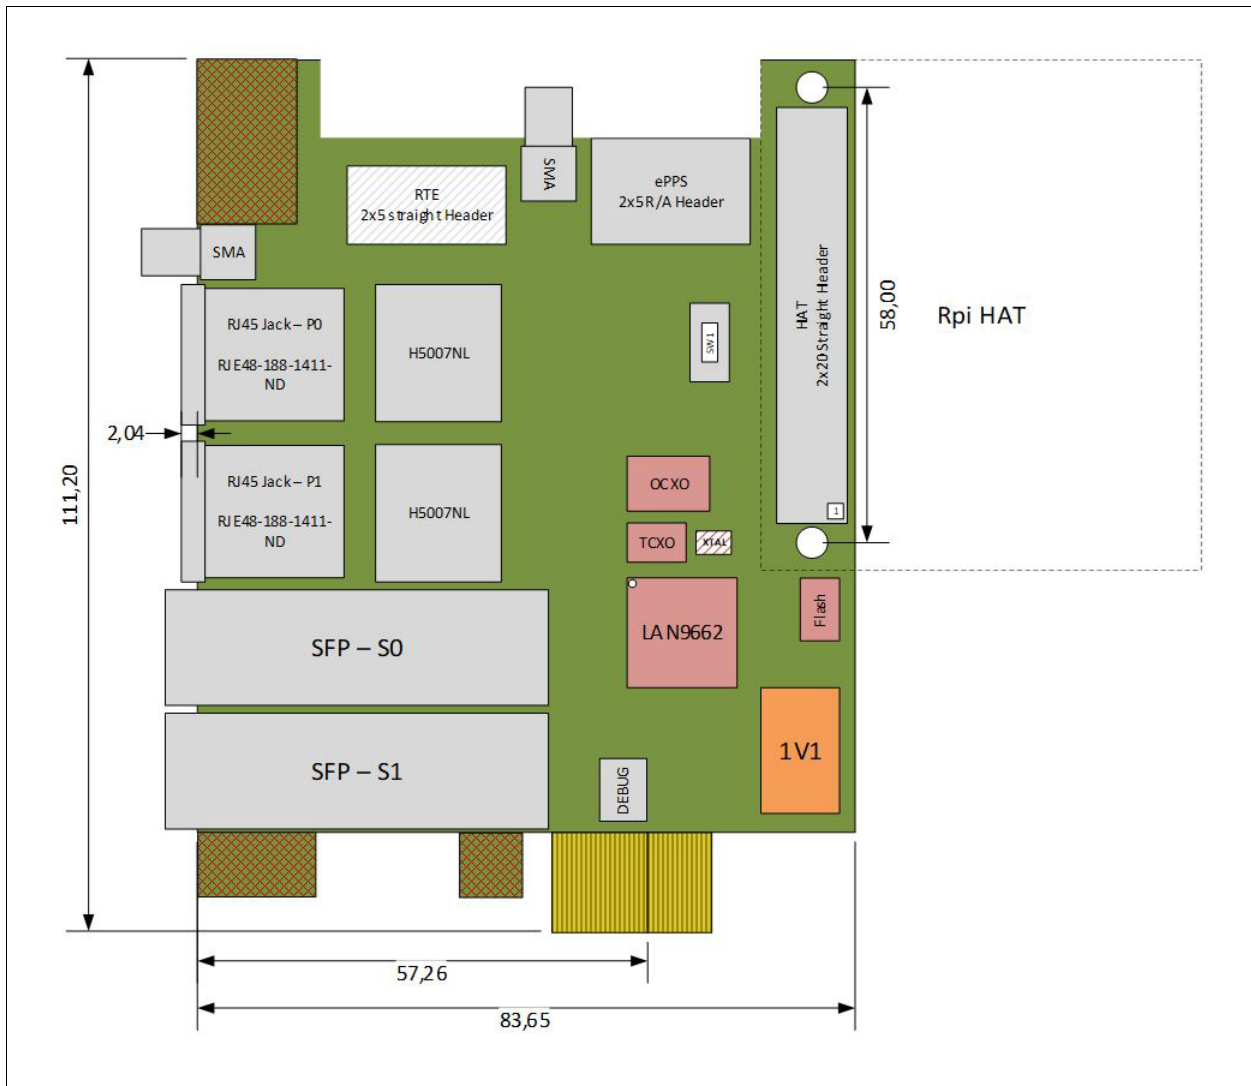 SMA
ePPS
2x5 R/A Header
RTE
2x5 straight Header
SMA
HAT
2x20 Straight Header
58,00
Rpi HAT
RJ45 Jack – P0
RJE48-188-1411-
ND
H5007NL
SW1
2,04
111,20
RJ45 Jack – P1
RJE48-188-1411-
ND
H5007NL
OCXO
1
TCXO
XTAL
LAN9662
Flash
SFP – S0
SFP – S1
DEBUG
1V1
57,26
83,65